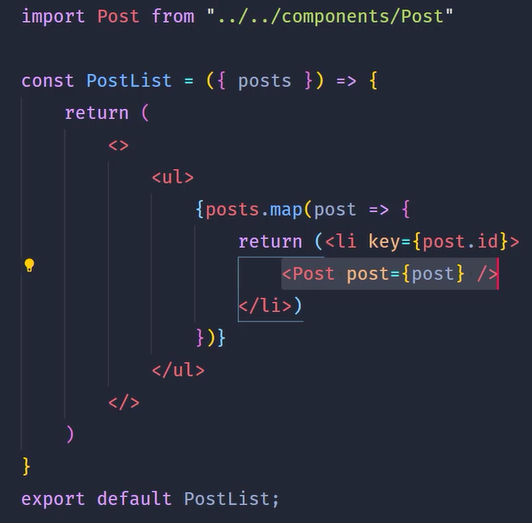 import Post from "../../components/Post"
const PostList = ({ posts }) => {
return (
<>
<ul>
{posts.map(post => {
return (<li key={post.id}>
<Post post={post} />
</li>)
})}
</ul>
</>
)
}
export default PostList;